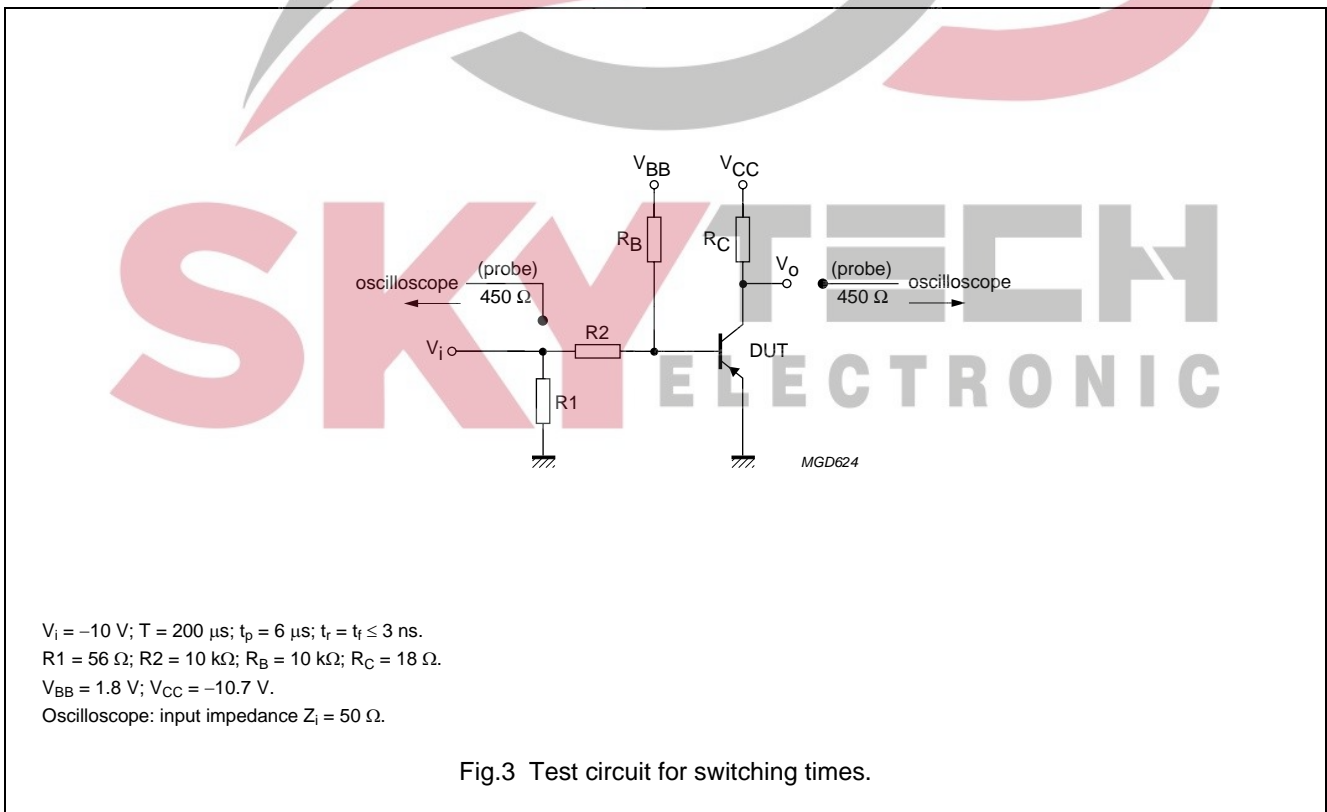 V_BB
V_CC
R_B
R_C
V_o
(probe)
oscilloscope
450 Ω
(probe)
oscilloscope
450 Ω
R2
V_i
DUT
R1
MGD624
SKYTECH
ELECTRONIC
V_i = −10 V; T = 200 μs; t_p = 6 μs; t_r = t_f ≤ 3 ns.
R1 = 56 Ω; R2 = 10 kΩ; R_B = 10 kΩ; R_C = 18 Ω.
V_BB = 1.8 V; V_CC = −10.7 V.
Oscilloscope: input impedance Z_i = 50 Ω.
Fig.3 Test circuit for switching times.